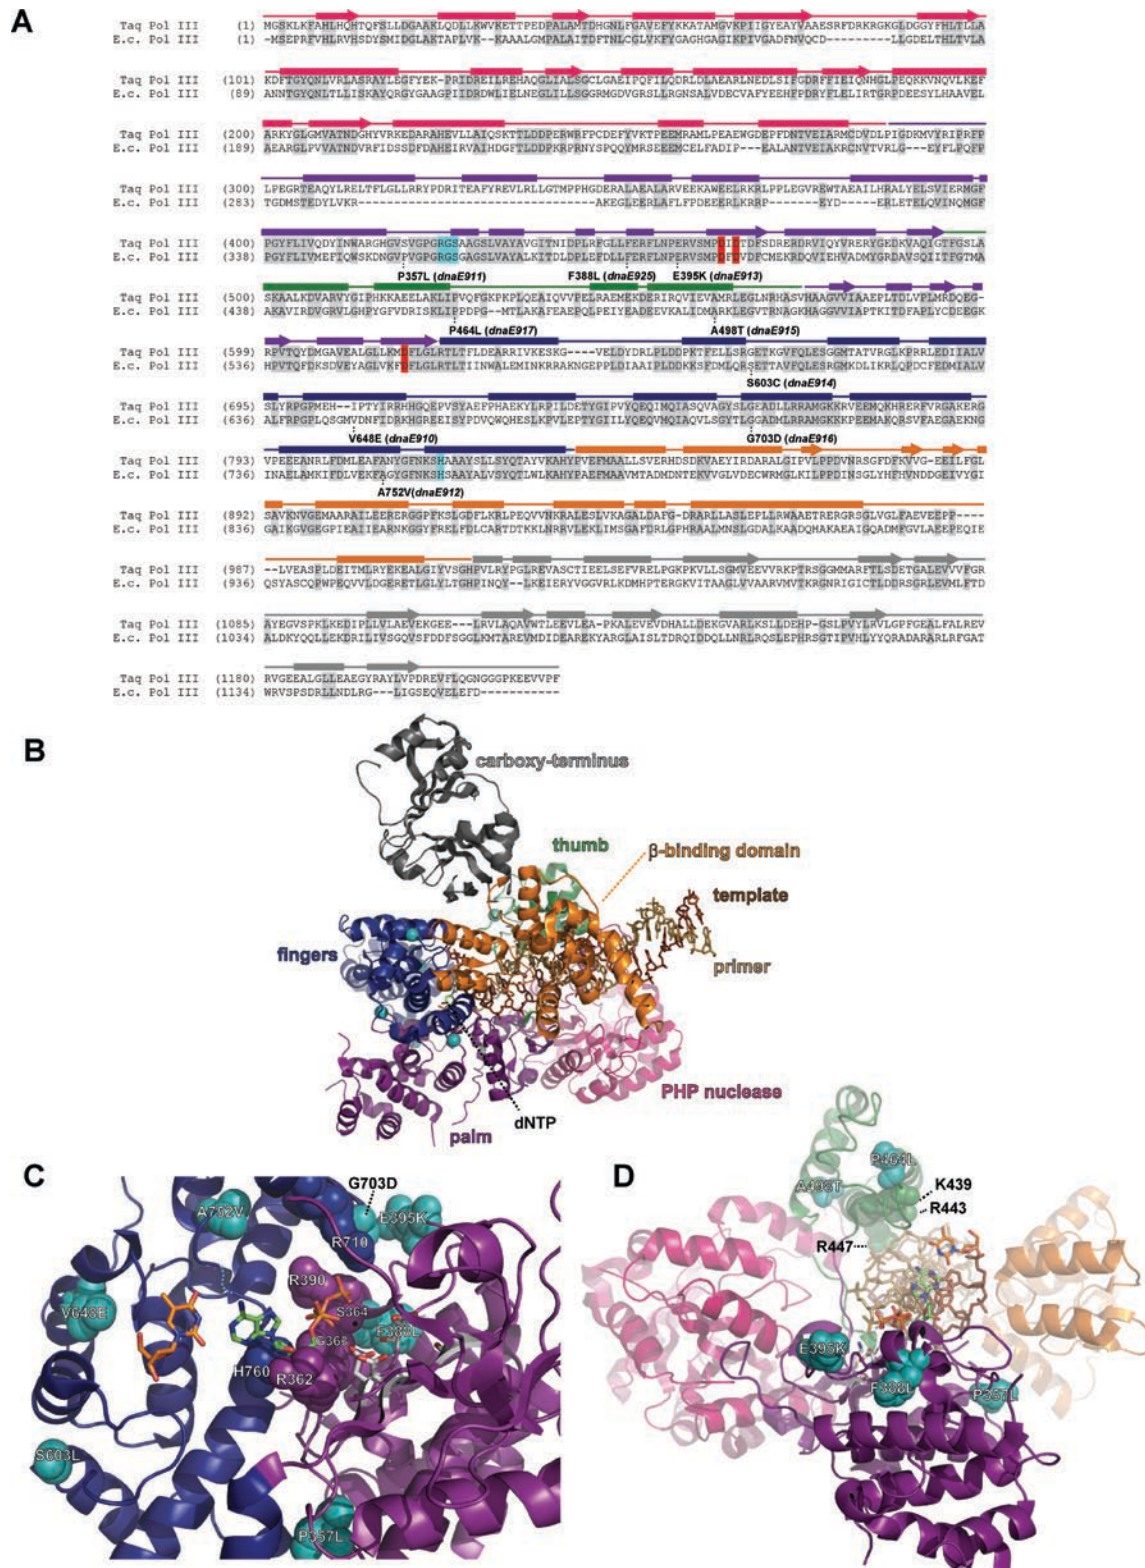 A
Taq Pol III (1) MGSKLKFAHLHQHTQFSLLDGAAKLQDLLKWVKETTPEDPALAMTDHGNLFGAVEFYKKATAMGVKPIIGYEAYVAAESRFDRKRGKGLDGGYFHLTLLA
E.c. Pol III (1) -MSEPRFVHLRVHSDYSMIDGLAKTAPLVK--KAAALGMPALAITDFTNLCGLVKFYGAGHGAGIKPIVGADFNVQCD---------LLGDELTHLTVLA
Taq Pol III (101) KDFTGYQNLVRLASRAYLEGFYEK-PRIDREILREHAQGLIALSGCLGAEIPQFILQDRLDLAEARLNEDLSIFGDRFFIEIQNHGLPEQKKVNQVLKEF
E.c. Pol III (89) ANNTGYQNLTLLISKAYQRGYGAAGPIIDRDWLIELNEGLILLSGGRMGDVGRSLLRGNSALVDECVAFYEEHFPDRYFLELIRTGRPDEESYLHAAVEL
Taq Pol III (200) ARKYGLGMVATNDGHYVRKEDARAHEVLLAIQSKTTLDDPERWRFPCDEFYVKTPEEMRAMLPEAEWGDEPFDNTVEIARMCDVDLPIGDKMVYRIPRFP
E.c. Pol III (189) AEARGLPVVATNDVRFIDSSDFDAHEIRVAIHDGFTLDDPKRPRNYSPQQYMRSEEEMCELFADIP---EALANTVEIAKRCNVTVRLG---EYFLPQFP
Taq Pol III (300) LPEGRTEAQYLRELTFLGLLRRYPDRITEAFYREVLRLLGTMPPHGDERALAEALARVEEKAWEELRKRLPPLEGVREWTAEAILHRALYELSVIERMGF
E.c. Pol III (283) TGDMSTEDYLVKR--------------------------------AKEGLEERLAFLFPDEEERLKRRP----EYD----ERLETELQVINQMGF
Taq Pol III (400) PGYFLIVQDYINWARGHGVSVGPGRGSAAGSLVAYAVGITNIDPLRFGLLFERFLNPERVSMPDIDTDFSDRERDRVIQYVRERYGEDKVAQIGTFGSLA
E.c. Pol III (338) PGYFLIVMEFIQWSKDNGVPVGPGRGSGAGSLVAYALKITDLDPLEFDLLFERFLNPERVSMPDFDVDFCMEKRDQVIEHVADMYGRDAVSQIITFGTMA
P357L (dnaE911) F388L (dnaE925) E395K (dnaE913)
Taq Pol III (500) SKAALKDVARVYGIPHKKAEELAKLIPVQFGKPKPLQEAIQVVPELRAEMEKDERIRQVIEVAMRLEGLNRHASVHAAGVVIAAEPLTDLVPLMRDQEG-
E.c. Pol III (438) AKAVIRDVGRVLGHPYGFVDRISKLIPPDPG---MTLAKAFEAEPQLPEIYEADEEVKALIDMARKLEGVTRNAGKHAGGVVIAPTKITDFAPLYCDEEGK
P464L (dnaE917) A498T (dnaE915)
Taq Pol III (599) RPVTQYDMGAVEALGLLKMDFLGLRTLTFLDEARRIVKESKG----VELDYDRLPLDDPKTFELLSRGETKGVFQLESGGMTATVRGLKPRRLEDIIALV
E.c. Pol III (536) HPVTQFDKSDVEYAGLVKFDFLGLRTLTIINWALEMINKRRAKNGEPPLDIAAIPLDDKKSFDMLQRSETTAVFQLESRGMKDLIKRLQPDCFEDMIALV
S603C (dnaE914)
Taq Pol III (695) SLYRPGPMEH--IPTYIRRHHGQEPVSYAEFPHAEKYLRPILDETYGIPVYQEQIMQIASQVAGYSLGEADLLRRAMGKKRVEEMQKHRERFVRGAKERG
E.c. Pol III (636) ALFRPGPLQSGMVDNFIDRKHGREEISYPDVQWQHESLKPVLEPTYGIILYQEQVMQIAQVLSGYTLGGADMLRRAMGKKKPEEMAKQRSVFAEGAEKNG
V648E (dnaE910) G703D (dnaE916)
Taq Pol III (793) VPEEEANRLFDMLEAFANYGFNKSHAAAYSLLSYQTAYVKAHYPVEFMAALLSVERHDSDKVAEYIRDARALGIPVLPPDVNRSGFDFKVVG--EEILFGL
E.c. Pol III (736) INAELAMKIFDLVEKFAGYGFNKSHSAAYALVSYQTLWLKAHYPAEFMAAVMTADMDNTEKVVGLVDECWRMGLKILPPDINSGLYHFHVNDDGEIVYGI
A752V(dnaE912)
Taq Pol III (892) SAVKNVGEMAARAILEERERGGPFKSLGDFLKRLPEQVVNKRALESLVKAGALDAFG-DRARLLASLEPLLRWAAETRERGRSGLVGLFAEVEEPP----
E.c. Pol III (836) GAIKGVGEGPIEAIIEARNKGGYFRELFDLCARTDTKKLNRRVLEKLIMSGAFDRLGPHRAALMNSLGDALKAADQHAKAEAIGQADMFGVLAEEPEQIE
Taq Pol III (987) --LVEASPLDEITMLRYEKEALGIYVSGHPVLRYPGLREVASCTIEELSEFVRELPGKPKVLLSGMVEEVVRKPTRSGGMMARFTLSDETGALEVVVFGR
E.c. Pol III (936) QSYASCQPWPEQVVLDGERETLGLYLTGHPINQY--LKEIERYVGGVRLKDMHPTERGKVITAAGLVVAARVMVTKRGNRIGICTLDDRSGRLEVMLFTD
Taq Pol III (1085) AYEGVSPKLKEDIPLLVLAEVEKGEE---LRVLAQAVWTLEEVLEA-PKALEVEVDHALLDEKGVARLKSLLDEHP-GSLPVYLRVLGPFGEALFALREV
E.c. Pol III (1034) ALDKYQQLLEKDRILIVSGQVSFDDFSGGLKMTAREVMDIDEAREKYARGLAISLTDRQIDDQLLNRLRQSLEPHRSGTIPVHLYYQRADARARLRFGAT
Taq Pol III (1180) RVGEEALGLLEAEGYRAYLVPDREVFLQGNGGGPKEEVVPF
E.c. Pol III (1134) WRVSPSDRLLNDLRG---LIGSEQVELEFD-----------
B
carboxy-terminus
thumb
β-binding domain
template
fingers
primer
PHP nuclease
dNTP
palm
C
G703D
A752V
E395K
R710
R390
V648E
S364
G363
F388L
H760
R362
S603L
P357L
D
P464L
A498T
K439
R443
R447
E395K
F388L
P357L